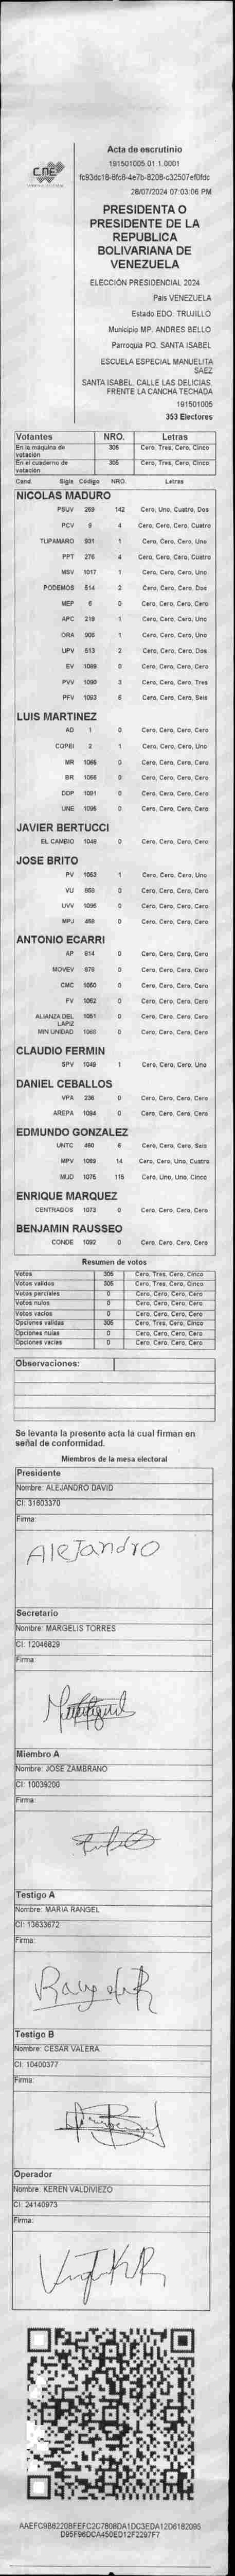 CNE
Acta de escrutinio
191501005.01.1.0001
fc93dc18-8fc8-4e7b-8208-c32507ef0fdc
28/07/2024 07:03:06 PM
PRESIDENTA O
PRESIDENTE DE LA
REPUBLICA
BOLIVARIANA DE
VENEZUELA
ELECCIÓN PRESIDENCIAL 2024
País VENEZUELA
Estado EDO. TRUJILLO
Municipio MP. ANDRES BELLO
Parroquia PQ. SANTA ISABEL
ESCUELA ESPECIAL MANUELITA
SAEZ
SANTA ISABEL, CALLE LAS DELICIAS,
FRENTE LA CANCHA TECHADA
191501005
353 Electores
Votantes NRO. Letras
En la máquina de votación 305 Cero, Tres, Cero, Cinco
En el cuaderno de votación 305 Cero, Tres, Cero, Cinco
Cand. Sigla Código NRO. Letras
NICOLAS MADURO
PSUV 269 142 Cero, Uno, Cuatro, Dos
PCV 9 4 Cero, Cero, Cero, Cuatro
TUPAMARO 931 1 Cero, Cero, Cero, Uno
PPT 276 4 Cero, Cero, Cero, Cuatro
MSV 1017 1 Cero, Cero, Cero, Uno
PODEMOS 514 2 Cero, Cero, Cero, Dos
MEP 6 0 Cero, Cero, Cero, Cero
APC 219 1 Cero, Cero, Cero, Uno
ORA 906 1 Cero, Cero, Cero, Uno
UPV 513 2 Cero, Cero, Cero, Dos
EV 1089 0 Cero, Cero, Cero, Cero
PVV 1090 3 Cero, Cero, Cero, Tres
PFV 1093 6 Cero, Cero, Cero, Seis
LUIS MARTINEZ
AD 1 0 Cero, Cero, Cero, Cero
COPEI 2 1 Cero, Cero, Cero, Uno
MR 1065 0 Cero, Cero, Cero, Cero
BR 1066 0 Cero, Cero, Cero, Cero
DDP 1091 0 Cero, Cero, Cero, Cero
UNE 1095 0 Cero, Cero, Cero, Cero
JAVIER BERTUCCI
EL CAMBIO 1048 0 Cero, Cero, Cero, Cero
JOSE BRITO
PV 1053 1 Cero, Cero, Cero, Uno
VU 868 0 Cero, Cero, Cero, Cero
UVV 1096 0 Cero, Cero, Cero, Cero
MPJ 458 0 Cero, Cero, Cero, Cero
ANTONIO ECARRI
AP 914 0 Cero, Cero, Cero, Cero
MOVEV 879 0 Cero, Cero, Cero, Cero
CMC 1050 0 Cero, Cero, Cero, Cero
FV 1062 0 Cero, Cero, Cero, Cero
ALIANZA DEL LAPIZ 1051 0 Cero, Cero, Cero, Cero
MIN UNIDAD 1068 0 Cero, Cero, Cero, Cero
CLAUDIO FERMIN
SPV 1049 1 Cero, Cero, Cero, Uno
DANIEL CEBALLOS
VPA 236 0 Cero, Cero, Cero, Cero
AREPA 1094 0 Cero, Cero, Cero, Cero
EDMUNDO GONZALEZ
UNTC 480 6 Cero, Cero, Cero, Seis
MPV 1069 14 Cero, Cero, Uno, Cuatro
MUD 1075 115 Cero, Uno, Uno, Cinco
ENRIQUE MARQUEZ
CENTRADOS 1073 0 Cero, Cero, Cero, Cero
BENJAMIN RAUSSEO
CONDE 1092 0 Cero, Cero, Cero, Cero
Resumen de votos
Votos 305 Cero, Tres, Cero, Cinco
Votos validos 305 Cero, Tres, Cero, Cinco
Votos parciales 0 Cero, Cero, Cero, Cero
Votos nulos 0 Cero, Cero, Cero, Cero
Votos vacios 0 Cero, Cero, Cero, Cero
Opciones validas 305 Cero, Tres, Cero, Cinco
Opciones nulas 0 Cero, Cero, Cero, Cero
Opciones vacias 0 Cero, Cero, Cero, Cero
Observaciones:
Se levanta la presente acta la cual firman en
señal de conformidad.
Miembros de la mesa electoral
Presidente
Nombre: ALEJANDRO DAVID
CI: 31603370
Firma:
Alejandro
Secretario
Nombre: MARGELIS TORRES
CI: 12046829
Firma:
Miembro A
Nombre: JOSE ZAMBRANO
CI: 10039200
Firma:
Testigo A
Nombre: MARIA RANGEL
CI: 13633672
Firma:
Testigo B
Nombre: CESAR VALERA
CI: 10400377
Firma:
Operador
Nombre: KEREN VALDIVIEZO
CI: 24140973
Firma:
AAEFC9B8220BFEFC2C7808DA1DC3EDA12D6182095
D95F96DCA450ED12F2297F7